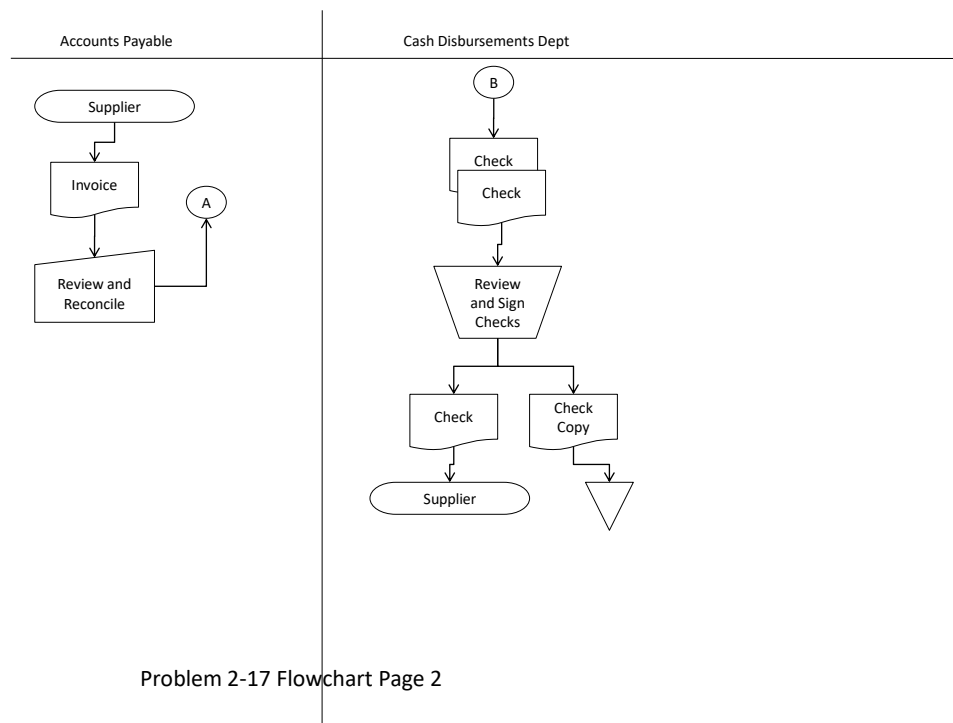 Accounts Payable
Cash Disbursements Dept
Supplier
Invoice
A
Review and
Reconcile
B
Check
Check
Review
and Sign
Checks
Check
Check
Copy
Supplier
Problem 2-17 Flowchart Page 2